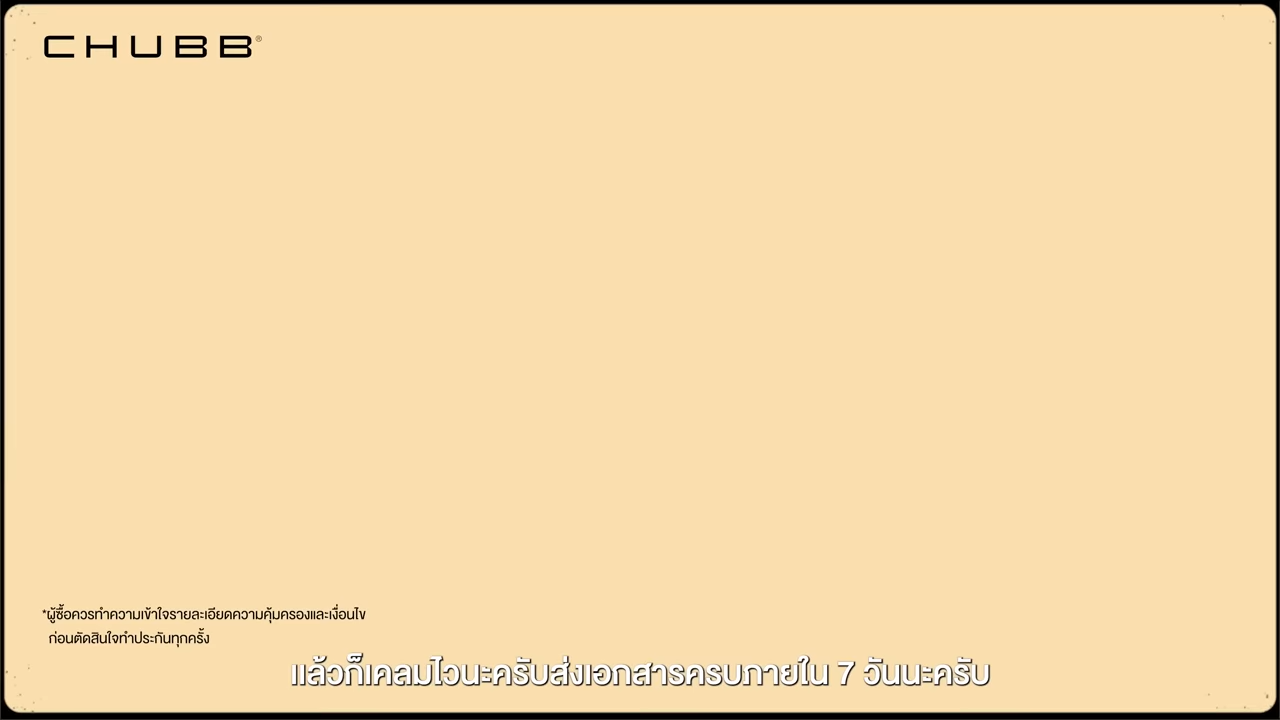 CHUBB®
*ผู้ซื้อควรทำความเข้าใจรายละเอียดความคุ้มครองและเงื่อนไข
ก่อนตัดสินใจทำประกันทุกครั้ง
แล้วก็เคลมไวนะครับส่งเอกสารครบภายใน 7 วันนะครับ